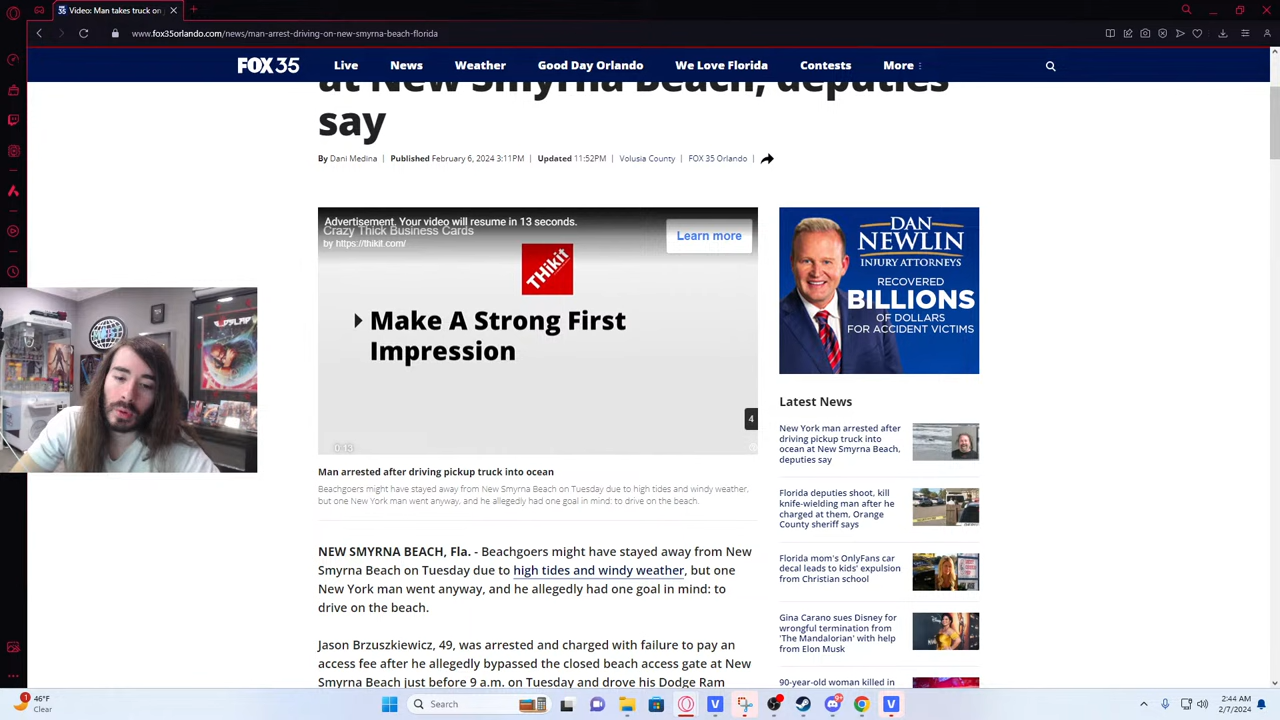 Video: Man takes truck on
www.fox35orlando.com/news/man-arrest-driving-on-new-smyrna-beach-florida
FOX 35 Live News Weather Good Day Orlando We Love Florida Contests More
at New Smyrna Beach, deputies
say
By Dani Medina | Published February 6, 2024 3:11PM | Updated 11:52PM | Volusia County | FOX 35 Orlando |
Advertisement. Your video will resume in 13 seconds.
Crazy Thick Business Cards
by https://thikit.com/
Learn more
THikit
Make A Strong First
Impression
4
0:13
Man arrested after driving pickup truck into ocean
Beachgoers might have stayed away from New Smyrna Beach on Tuesday due to high tides and windy weather,
but one New York man went anyway, and he allegedly had one goal in mind: to drive on the beach.
NEW SMYRNA BEACH, Fla. - Beachgoers might have stayed away from New
Smyrna Beach on Tuesday due to high tides and windy weather, but one
New York man went anyway, and he allegedly had one goal in mind: to
drive on the beach.
Jason Brzuszkiewicz, 49, was arrested and charged with failure to pay an
access fee after he allegedly bypassed the closed beach access gate at New
Smyrna Beach just before 9 a.m. on Tuesday and drove his Dodge Ram
DAN
NEWLIN
INJURY ATTORNEYS
RECOVERED
BILLIONS
OF DOLLARS
FOR ACCIDENT VICTIMS
Latest News
New York man arrested after
driving pickup truck into
ocean at New Smyrna Beach,
deputies say
Florida deputies shoot, kill
knife-wielding man after he
charged at them, Orange
County sheriff says
Florida mom's OnlyFans car
decal leads to kids' expulsion
from Christian school
Gina Carano sues Disney for
wrongful termination from
'The Mandalorian' with help
from Elon Musk
90-year-old woman killed in
1
46°F
Clear
Search
2:44 AM
2/7/2024